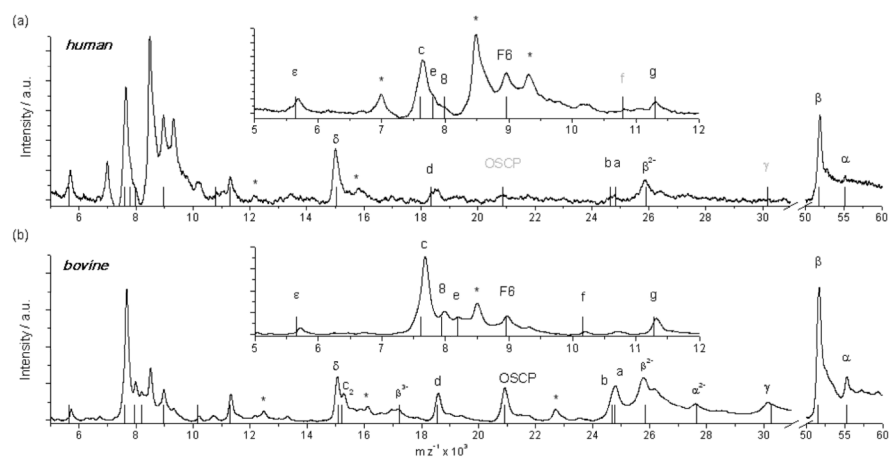 (a)
human
Intensity / a.u.
ε * c e 8 * F6 * f g
5 6 7 8 9 10 11 12
* δ * d OSCP b a β2- γ β α
6 8 10 12 14 16 18 20 22 24 26 28 30 50 55 60
(b)
bovine
Intensity / a.u.
ε c 8 e * F6 f g
5 6 7 8 9 10 11 12
* δ c2 * β3- d OSCP * b a β2- α2- γ β α
6 8 10 12 14 16 18 20 22 24 26 28 30 50 55 60
m z⁻¹ x 10³